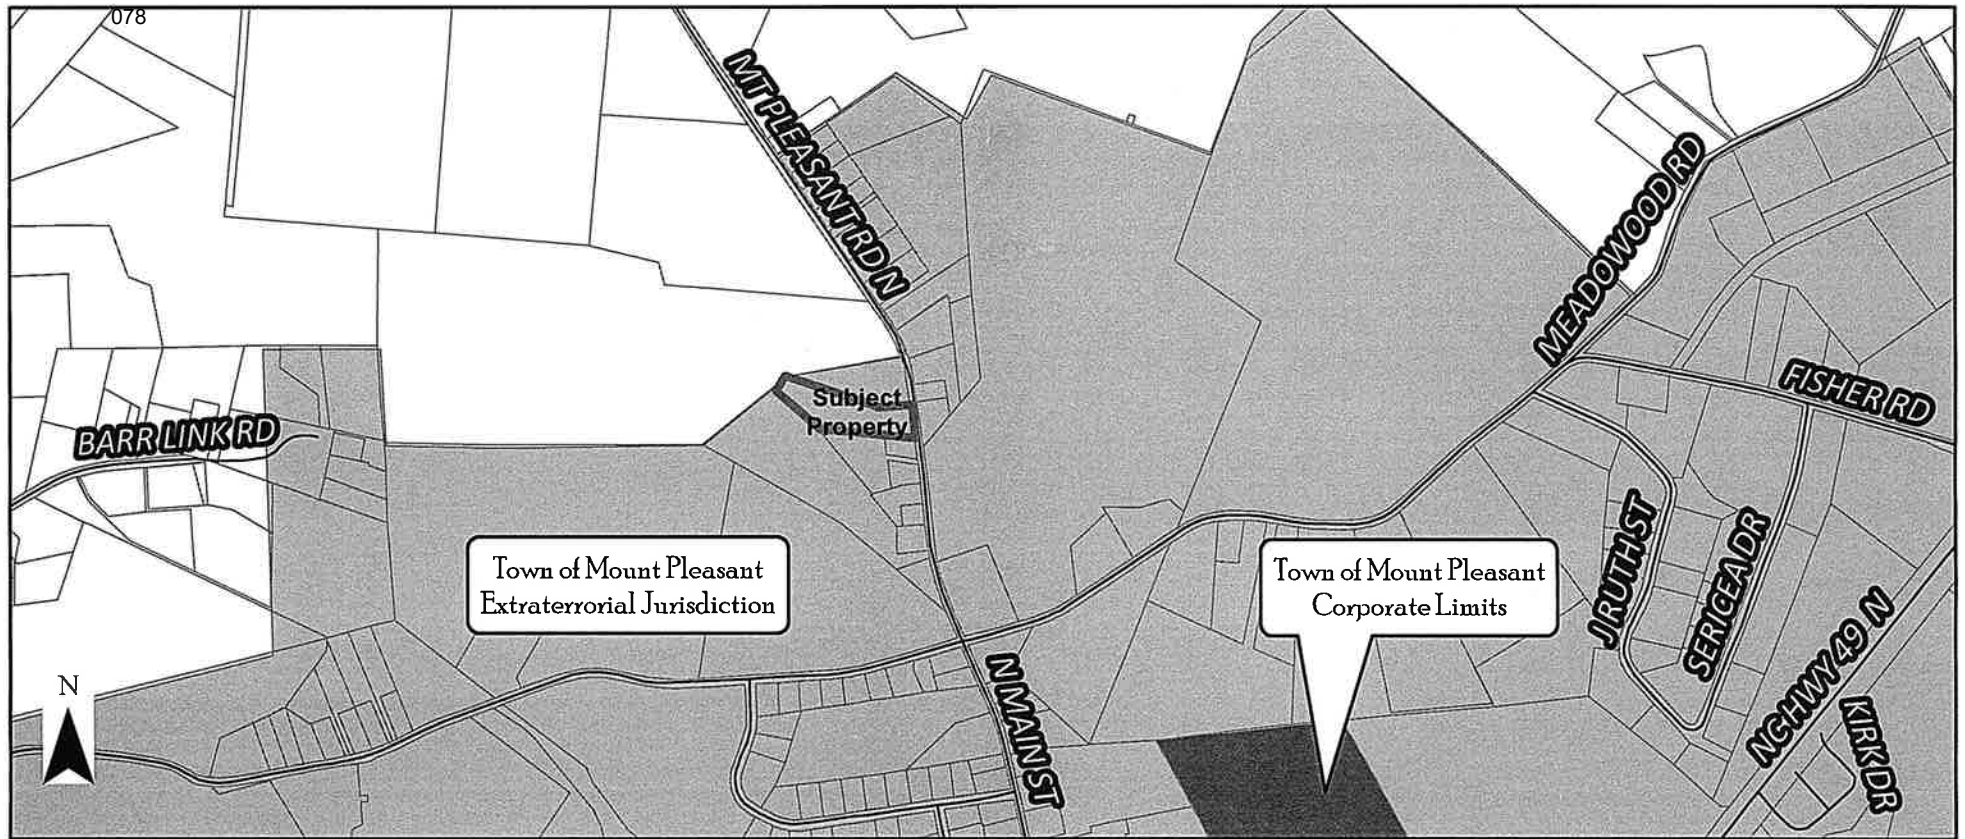 078
MT PLEASANT RD N
MEADOWOOD RD
FISHER RD
Subject
Property
BARR LINK RD
Town of Mount Pleasant
Extraterrorial Jurisdiction
Town of Mount Pleasant
Corporate Limits
J RUTH ST
SERICEA DR
NC HWY 49 N
KIRK DR
N MAIN ST
N